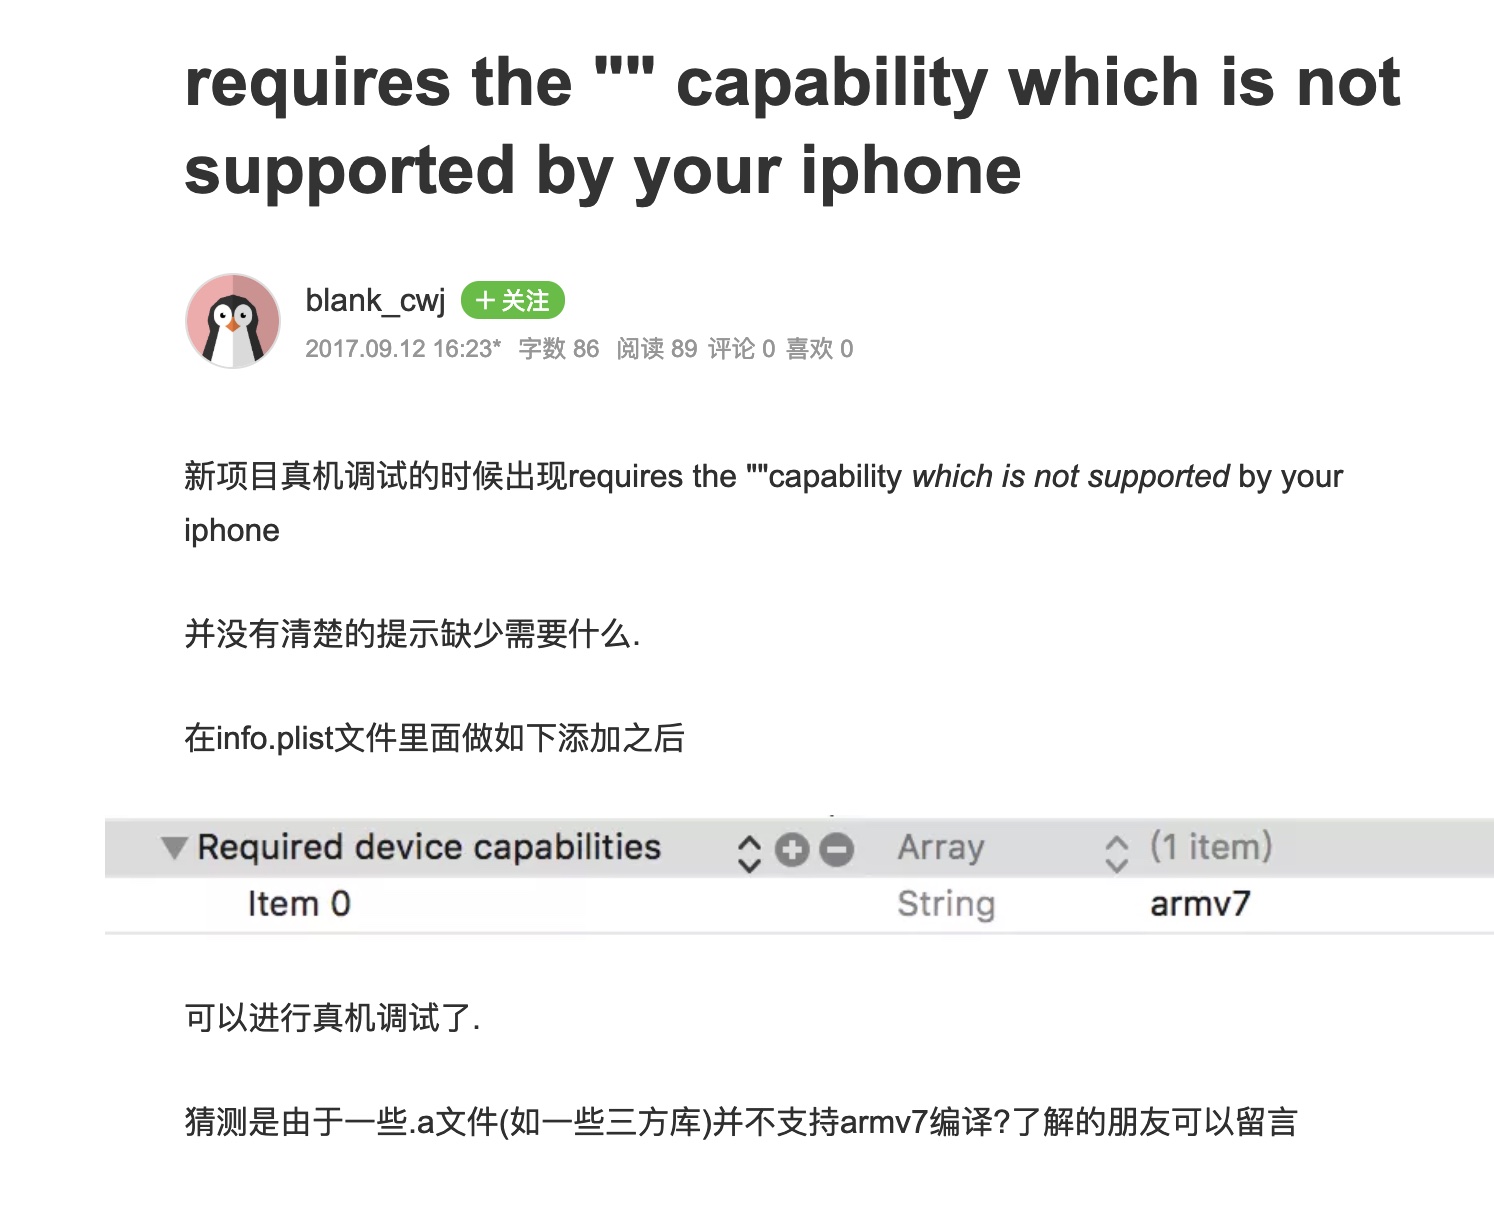 requires the "" capability which is not
supported by your iphone
blank_cwj +关注
2017.09.12 16:23* 字数 86 阅读 89 评论 0 喜欢 0
新项目真机调试的时候出现requires the ""capability which is not supported by your
iphone
并没有清楚的提示缺少需要什么.
在info.plist文件里面做如下添加之后
Required device capabilities Array (1 item)
Item 0 String armv7
可以进行真机调试了.
猜测是由于一些.a文件(如一些三方库)并不支持armv7编译?了解的朋友可以留言